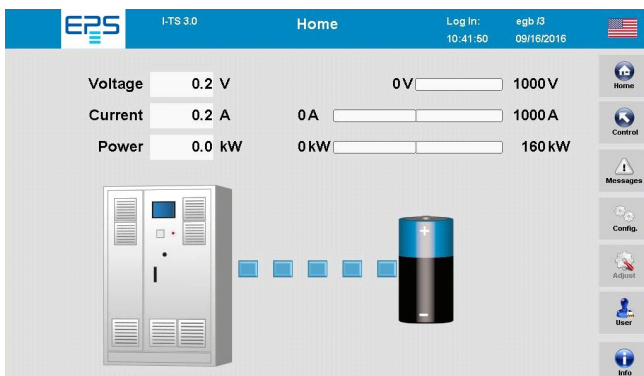 EPS I-TS 3.0 Home Log In: egb /3
10:41:50 09/16/2016
Voltage 0.2 V 0 V 1000 V
Current 0.2 A 0 A 1000 A
Power 0.0 kW 0 kW 160 kW
+
-
Home
Control
Messages
Config.
Adjust
User
Info